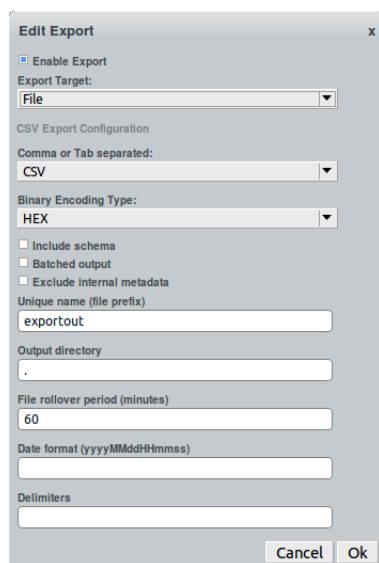 Edit Export x
Enable Export
Export Target:
File
CSV Export Configuration
Comma or Tab separated:
CSV
Binary Encoding Type:
HEX
Include schema
Batched output
Exclude internal metadata
Unique name (file prefix)
exportout
Output directory
.
File rollover period (minutes)
60
Date format (yyyyMMddHHmmss)
Delimiters
Cancel Ok